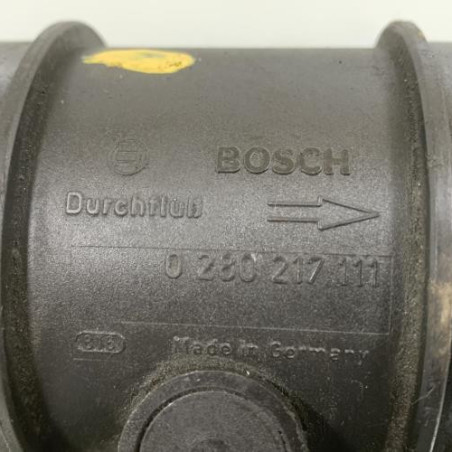 BOSCH
Durchfluß
0 280 217 111
Made in Germany